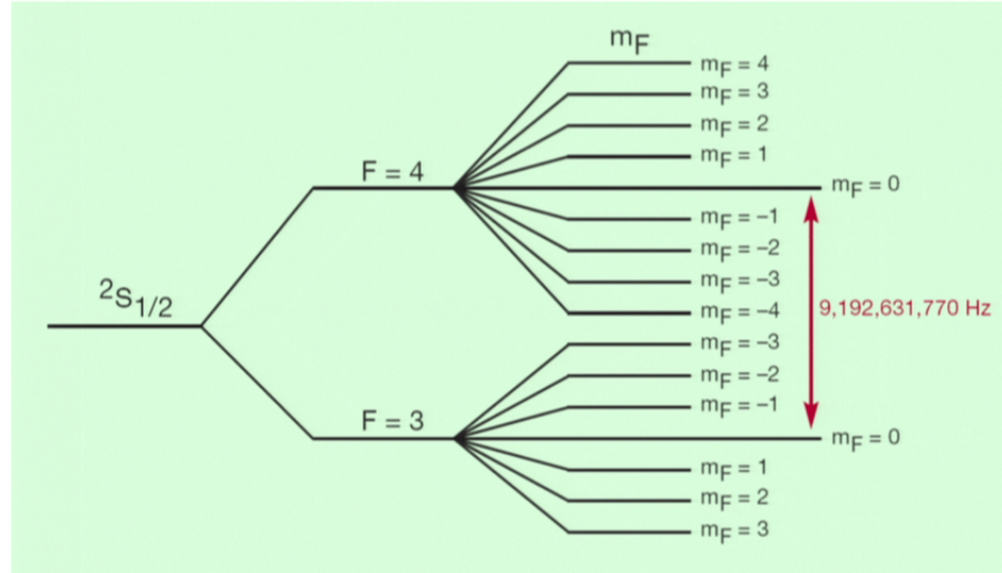 mF
mF = 4
mF = 3
mF = 2
mF = 1
F = 4
mF = 0
mF = –1
mF = –2
mF = –3
2S1/2
mF = –4
9,192,631,770 Hz
mF = –3
mF = –2
mF = –1
F = 3
mF = 0
mF = 1
mF = 2
mF = 3